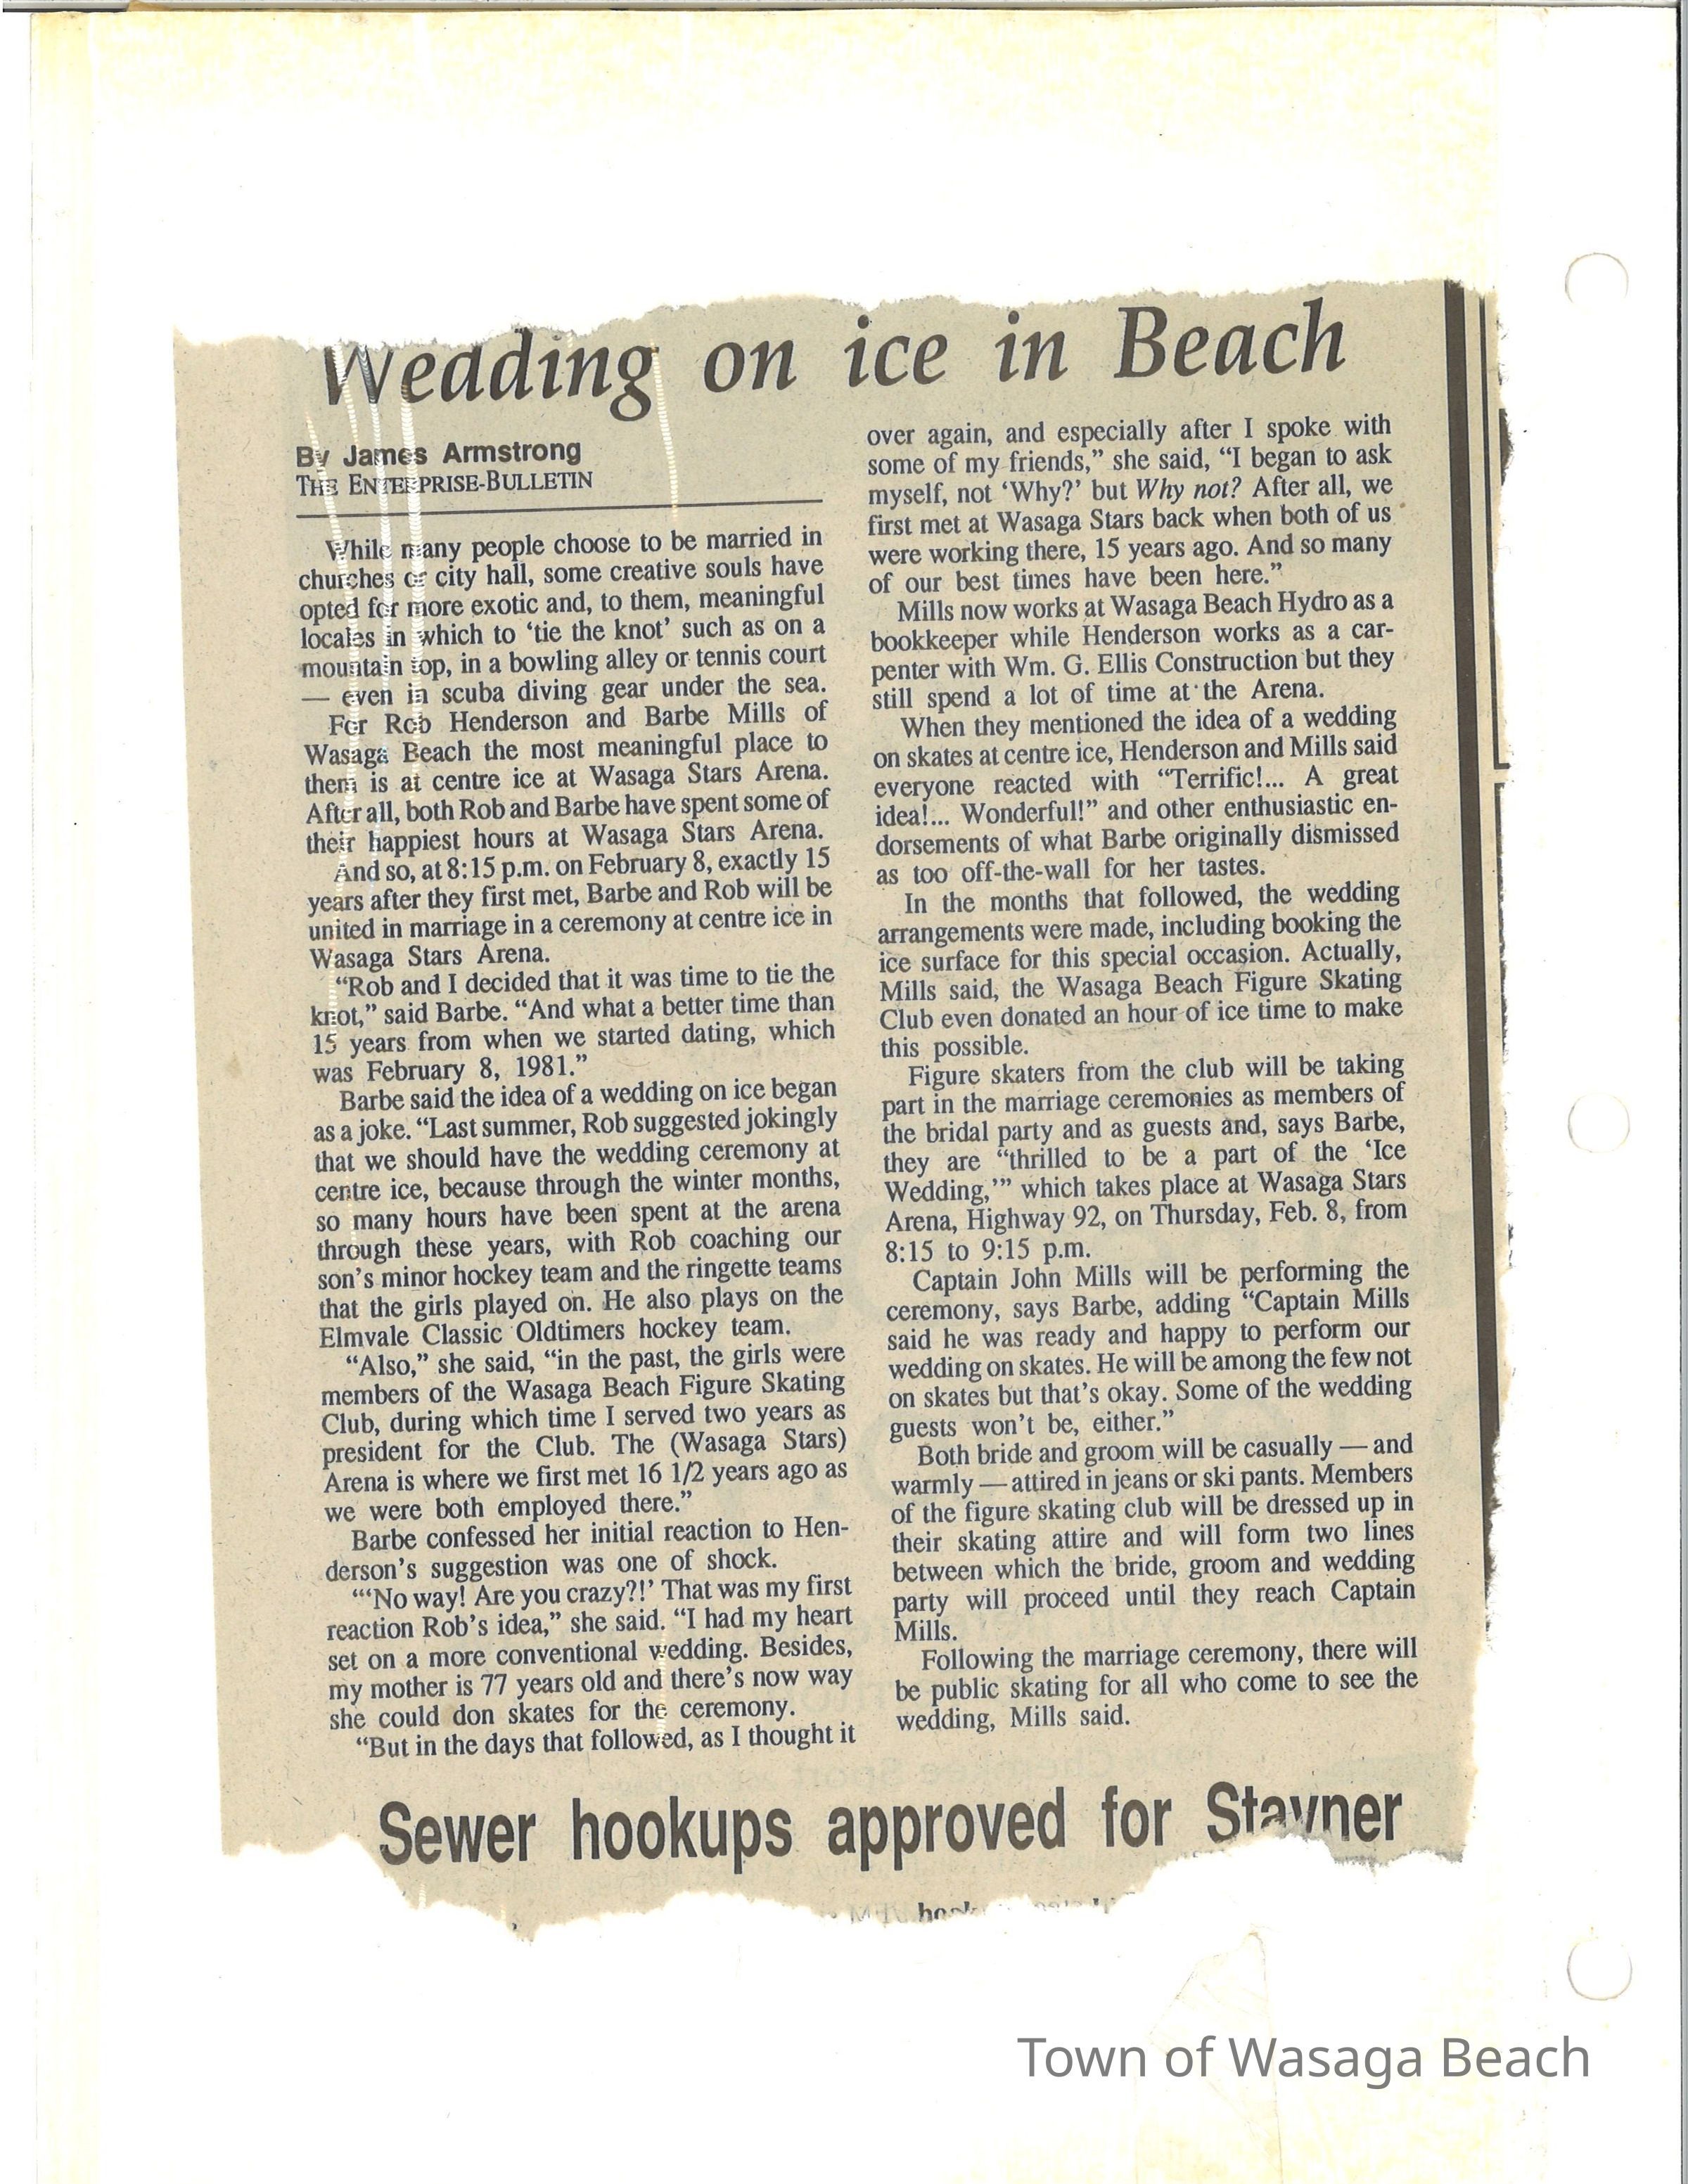 Wedding on ice in Beach
By James Armstrong
THE ENTERPRISE-BULLETIN
While many people choose to be married in
churches or city hall, some creative souls have
opted for more exotic and, to them, meaningful
locales in which to ‘tie the knot’ such as on a
mountain top, in a bowling alley or tennis court
— even in scuba diving gear under the sea.
For Rob Henderson and Barbe Mills of
Wasaga Beach the most meaningful place to
them is at centre ice at Wasaga Stars Arena.
After all, both Rob and Barbe have spent some of
their happiest hours at Wasaga Stars Arena.
And so, at 8:15 p.m. on February 8, exactly 15
years after they first met, Barbe and Rob will be
united in marriage in a ceremony at centre ice in
Wasaga Stars Arena.
“Rob and I decided that it was time to tie the
knot,” said Barbe. “And what a better time than
15 years from when we started dating, which
was February 8, 1981.”
Barbe said the idea of a wedding on ice began
as a joke. “Last summer, Rob suggested jokingly
that we should have the wedding ceremony at
centre ice, because through the winter months,
so many hours have been spent at the arena
through these years, with Rob coaching our
son’s minor hockey team and the ringette teams
that the girls played on. He also plays on the
Elmvale Classic Oldtimers hockey team.
“Also,” she said, “in the past, the girls were
members of the Wasaga Beach Figure Skating
Club, during which time I served two years as
president for the Club. The (Wasaga Stars)
Arena is where we first met 16 1/2 years ago as
we were both employed there.”
Barbe confessed her initial reaction to Hen-
derson’s suggestion was one of shock.
“‘No way! Are you crazy?!’ That was my first
reaction Rob’s idea,” she said. “I had my heart
set on a more conventional wedding. Besides,
my mother is 77 years old and there’s now way
she could don skates for the ceremony.
“But in the days that followed, as I thought it
over again, and especially after I spoke with
some of my friends,” she said, “I began to ask
myself, not ‘Why?’ but Why not? After all, we
first met at Wasaga Stars back when both of us
were working there, 15 years ago. And so many
of our best times have been here.”
Mills now works at Wasaga Beach Hydro as a
bookkeeper while Henderson works as a car-
penter with Wm. G. Ellis Construction but they
still spend a lot of time at the Arena.
When they mentioned the idea of a wedding
on skates at centre ice, Henderson and Mills said
everyone reacted with “Terrific!... A great
idea!... Wonderful!” and other enthusiastic en-
dorsements of what Barbe originally dismissed
as too off-the-wall for her tastes.
In the months that followed, the wedding
arrangements were made, including booking the
ice surface for this special occasion. Actually,
Mills said, the Wasaga Beach Figure Skating
Club even donated an hour of ice time to make
this possible.
Figure skaters from the club will be taking
part in the marriage ceremonies as members of
the bridal party and as guests and, says Barbe,
they are “thrilled to be a part of the ‘Ice
Wedding,’” which takes place at Wasaga Stars
Arena, Highway 92, on Thursday, Feb. 8, from
8:15 to 9:15 p.m.
Captain John Mills will be performing the
ceremony, says Barbe, adding “Captain Mills
said he was ready and happy to perform our
wedding on skates. He will be among the few not
on skates but that’s okay. Some of the wedding
guests won’t be, either.”
Both bride and groom will be casually — and
warmly — attired in jeans or ski pants. Members
of the figure skating club will be dressed up in
their skating attire and will form two lines
between which the bride, groom and wedding
party will proceed until they reach Captain
Mills.
Following the marriage ceremony, there will
be public skating for all who come to see the
wedding, Mills said.
Sewer hookups approved for Stayner
Town of Wasaga Beach